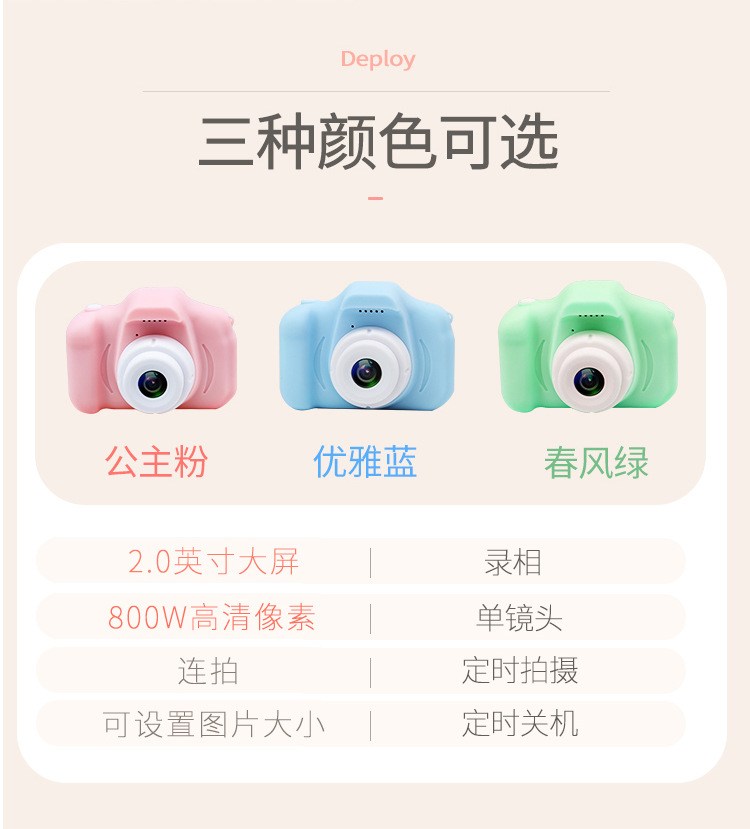 Deploy
三种颜色可选
公主粉 优雅蓝 春风绿
2.0英寸大屏 录相
800W高清像素 单镜头
连拍 定时拍摄
可设置图片大小 定时关机